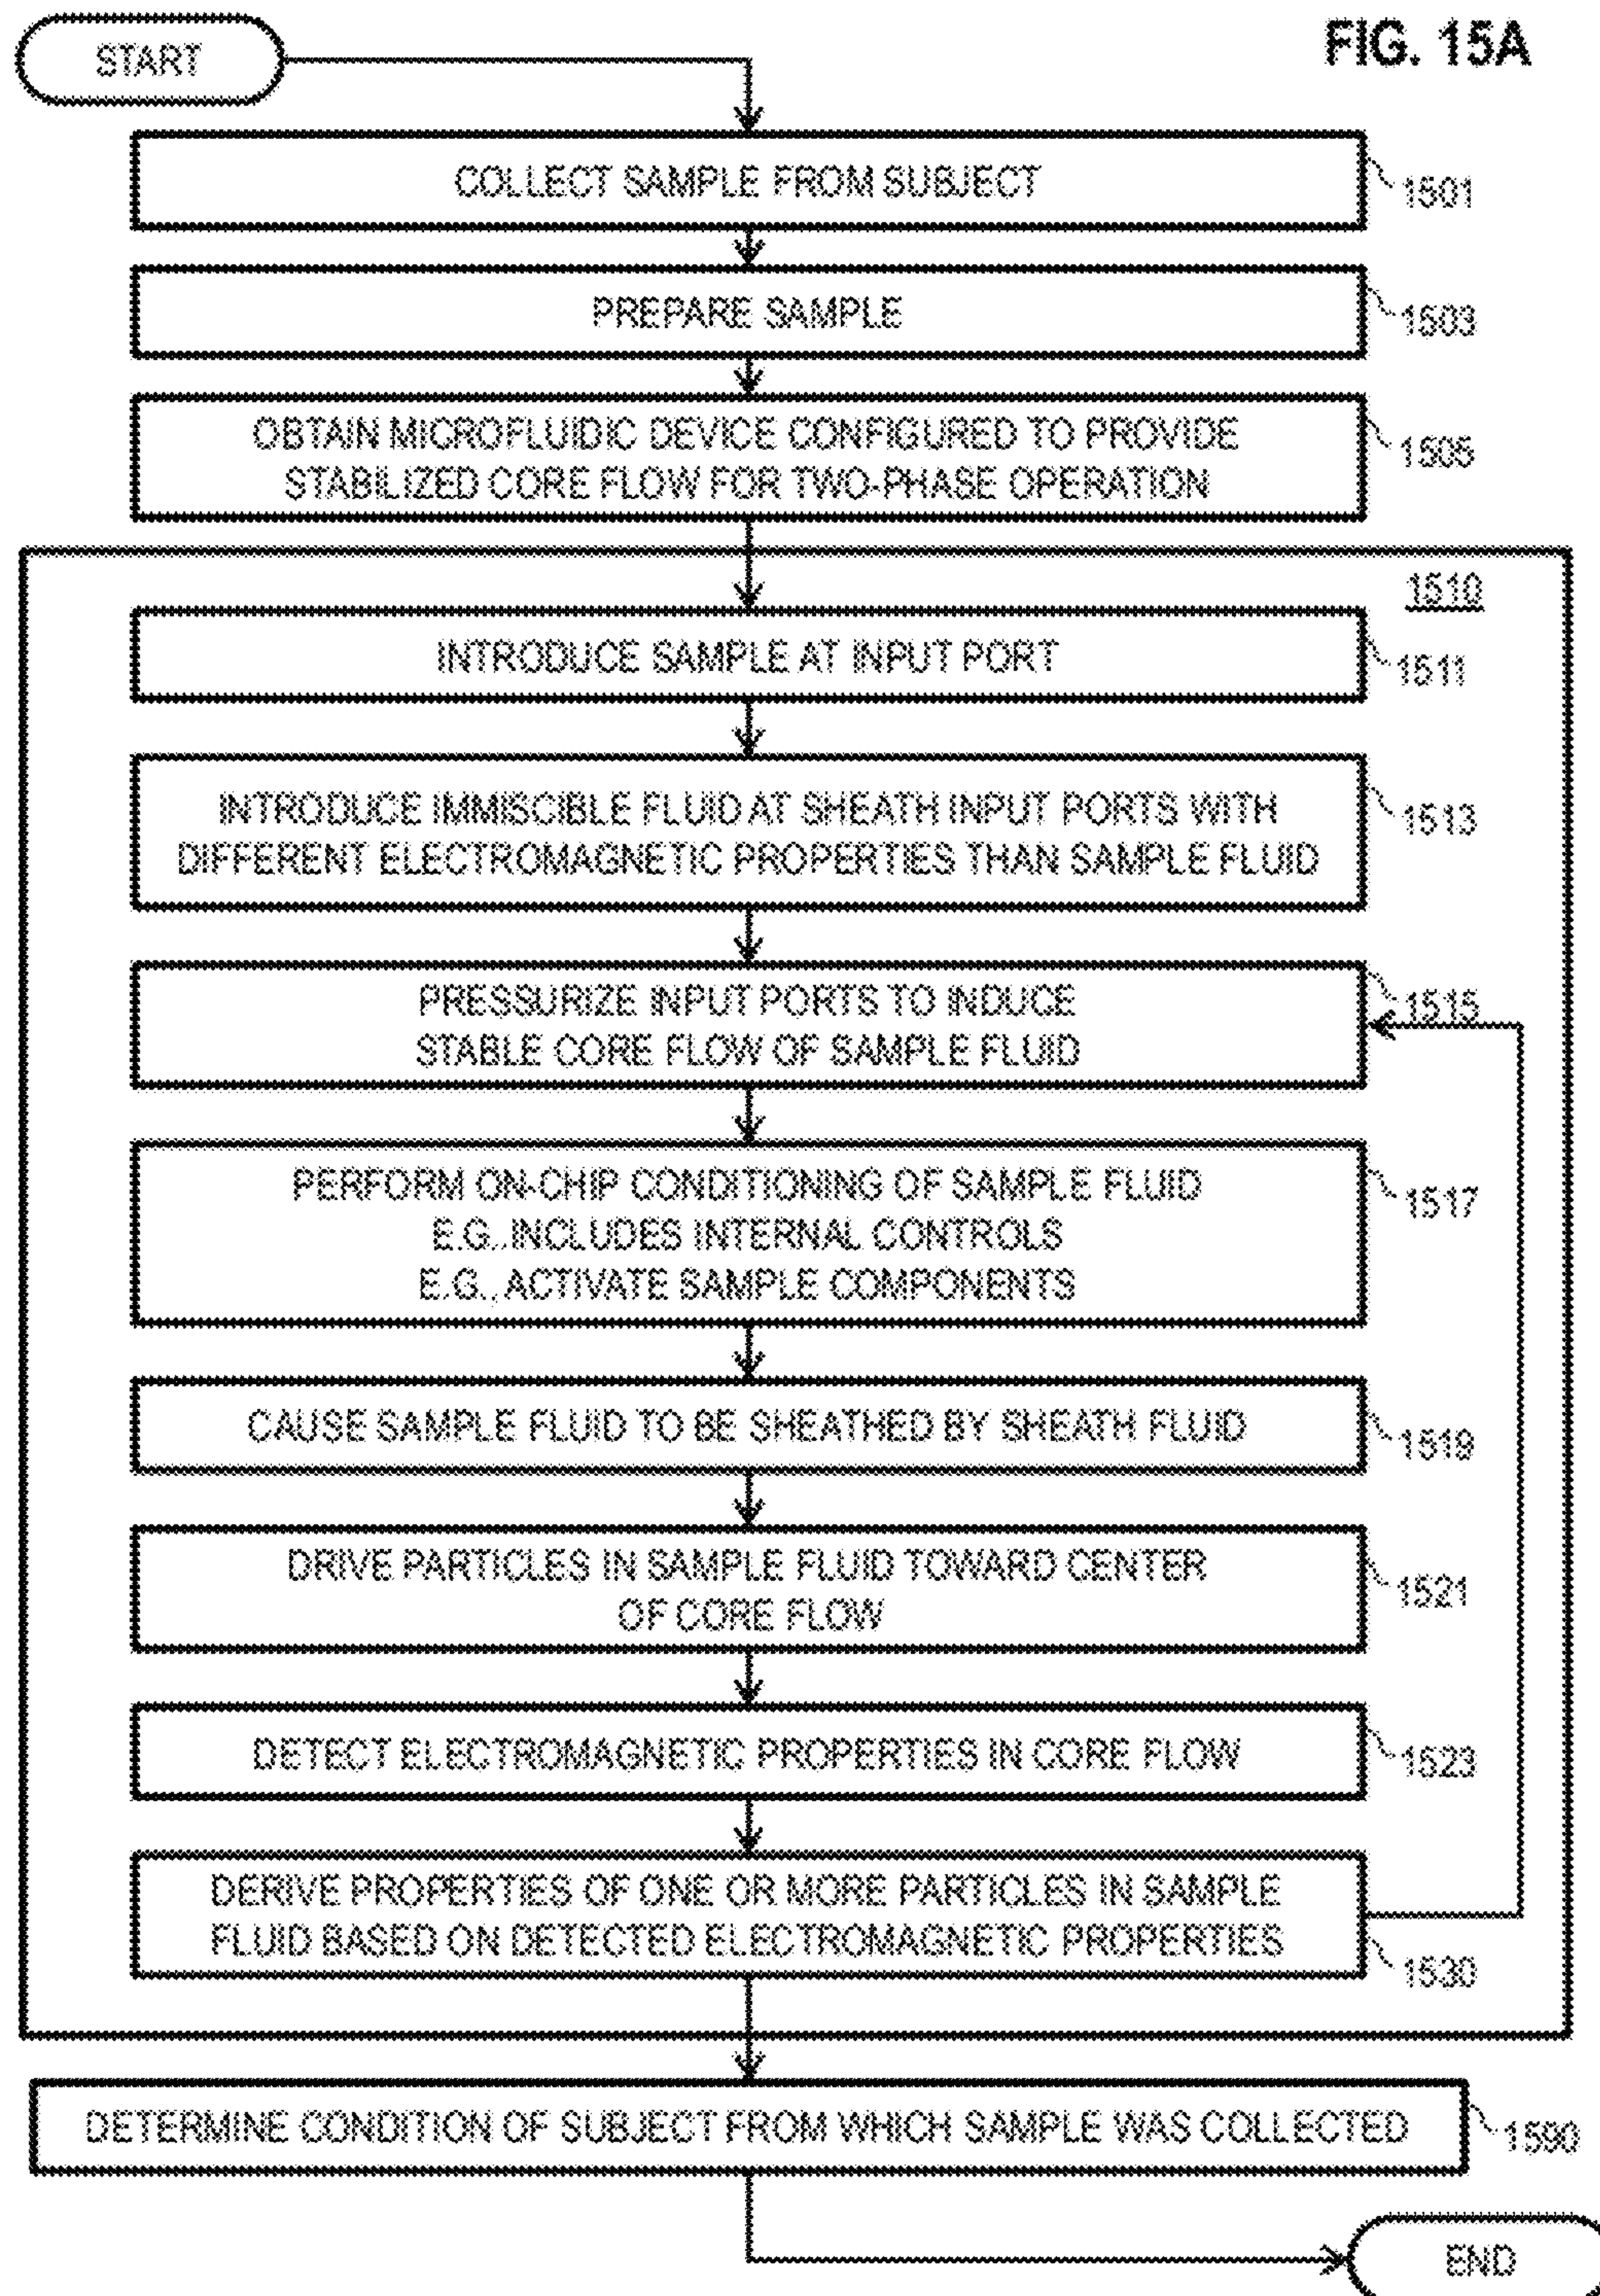 FIG. 15A
START
COLLECT SAMPLE FROM SUBJECT
1501
PREPARE SAMPLE
1503
OBTAIN MICROFLUIDIC DEVICE CONFIGURED TO PROVIDE
STABILIZED CORE FLOW FOR TWO-PHASE OPERATION
1505
1510
INTRODUCE SAMPLE AT INPUT PORT
1511
INTRODUCE IMMISCIBLE FLUID AT SHEATH INPUT PORTS WITH
DIFFERENT ELECTROMAGNETIC PROPERTIES THAN SAMPLE FLUID
1513
PRESSURIZE INPUT PORTS TO INDUCE
STABLE CORE FLOW OF SAMPLE FLUID
1515
PERFORM ON-CHIP CONDITIONING OF SAMPLE FLUID
E.G., INCLUDES INTERNAL CONTROLS
E.G., ACTIVATE SAMPLE COMPONENTS
1517
CAUSE SAMPLE FLUID TO BE SHEATHED BY SHEATH FLUID
1519
DRIVE PARTICLES IN SAMPLE FLUID TOWARD CENTER
OF CORE FLOW
1521
DETECT ELECTROMAGNETIC PROPERTIES IN CORE FLOW
1523
DERIVE PROPERTIES OF ONE OR MORE PARTICLES IN SAMPLE
FLUID BASED ON DETECTED ELECTROMAGNETIC PROPERTIES
1530
DETERMINE CONDITION OF SUBJECT FROM WHICH SAMPLE WAS COLLECTED
1590
END